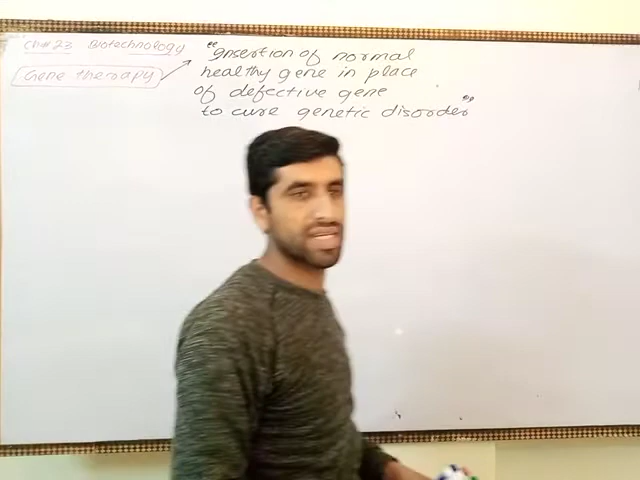 Ch# 23 Biotechnology
Gene therapy
"Insertion of normal
healthy gene in place
of defective gene
to cure genetic disorder"